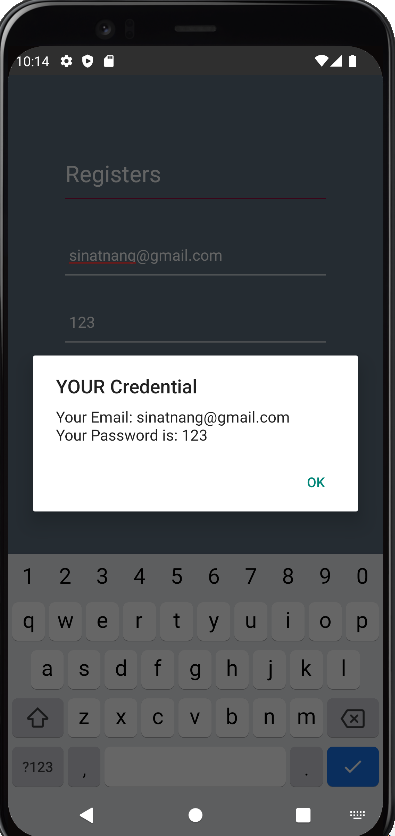 10:14
Registers
sinatnang@gmail.com
123
YOUR Credential
Your Email: sinatnang@gmail.com
Your Password is: 123
OK
1 2 3 4 5 6 7 8 9 0
q w e r t y u i o p
a s d f g h j k l
z x c v b n m
?123 , .